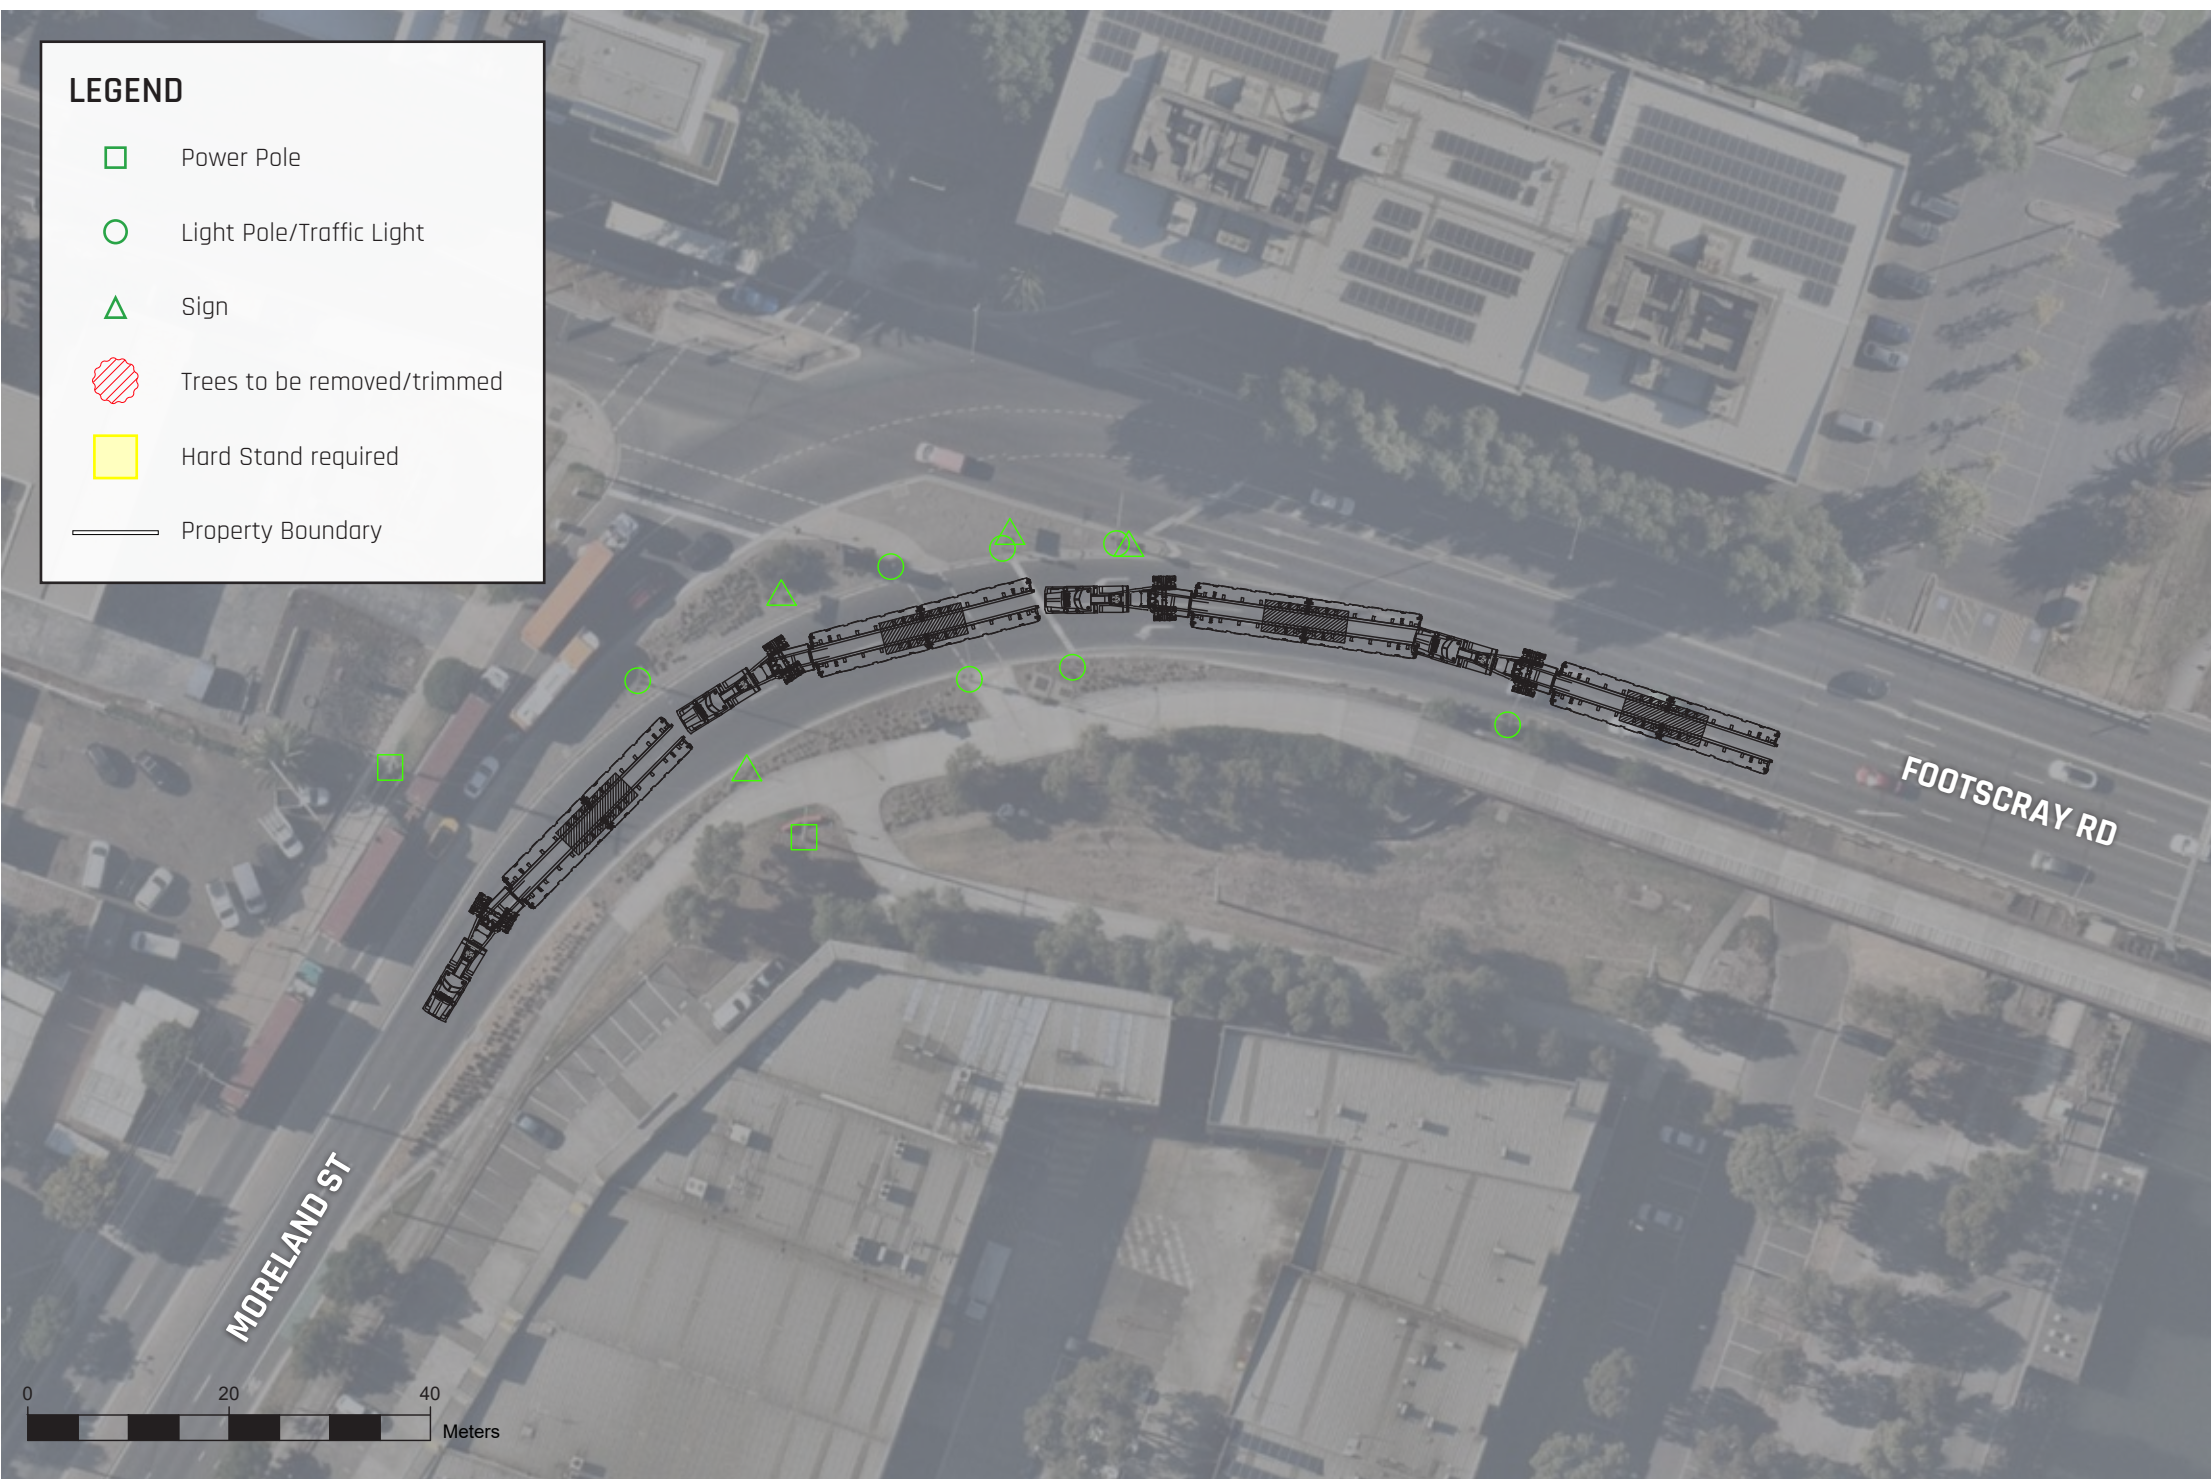 LEGEND
Power Pole
Light Pole/Traffic Light
Sign
Trees to be removed/trimmed
Hard Stand required
Property Boundary
FOOTSCRAY RD
MORELAND ST
0 20 40
Meters